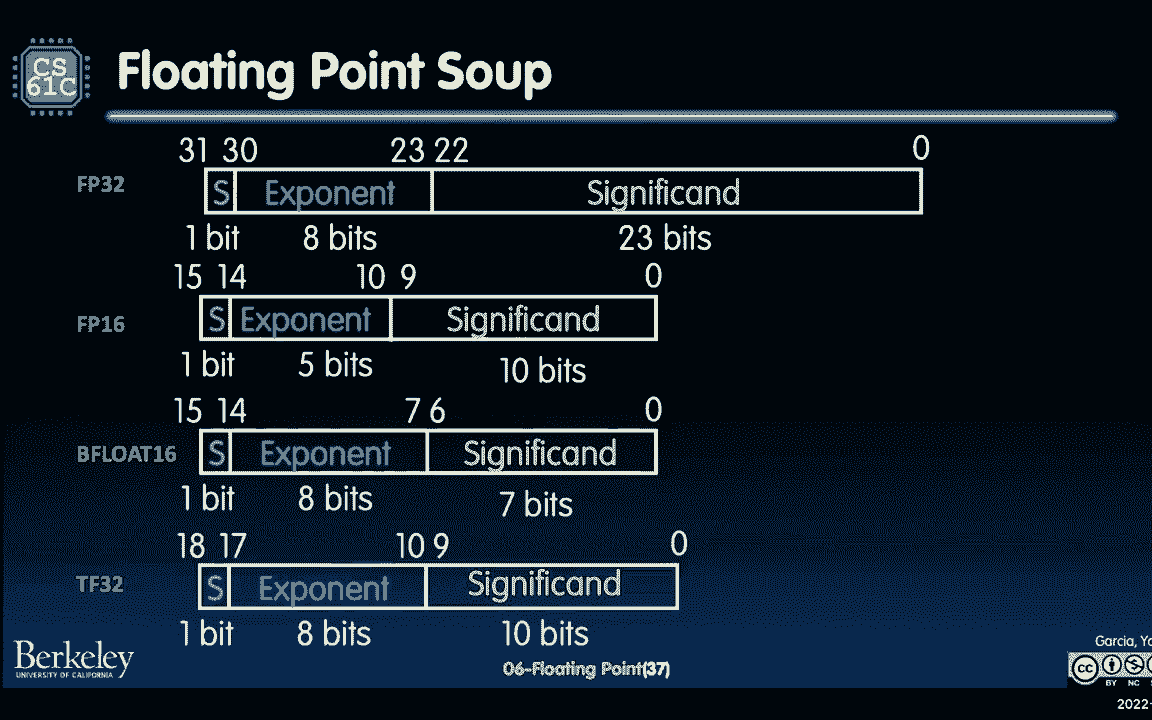 CS
61C
Floating Point Soup
31 30 23 22 0
FP32
S Exponent Significand
1 bit 8 bits 23 bits
15 14 10 9 0
FP16
S Exponent Significand
1 bit 5 bits 10 bits
15 14 7 6 0
BFLOAT16
S Exponent Significand
1 bit 8 bits 7 bits
18 17 10 9 0
TF32
S Exponent Significand
1 bit 8 bits 10 bits
Berkeley
UNIVERSITY OF CALIFORNIA
06-Floating Point(37)
Garcia,
cc
BY NC
2022-